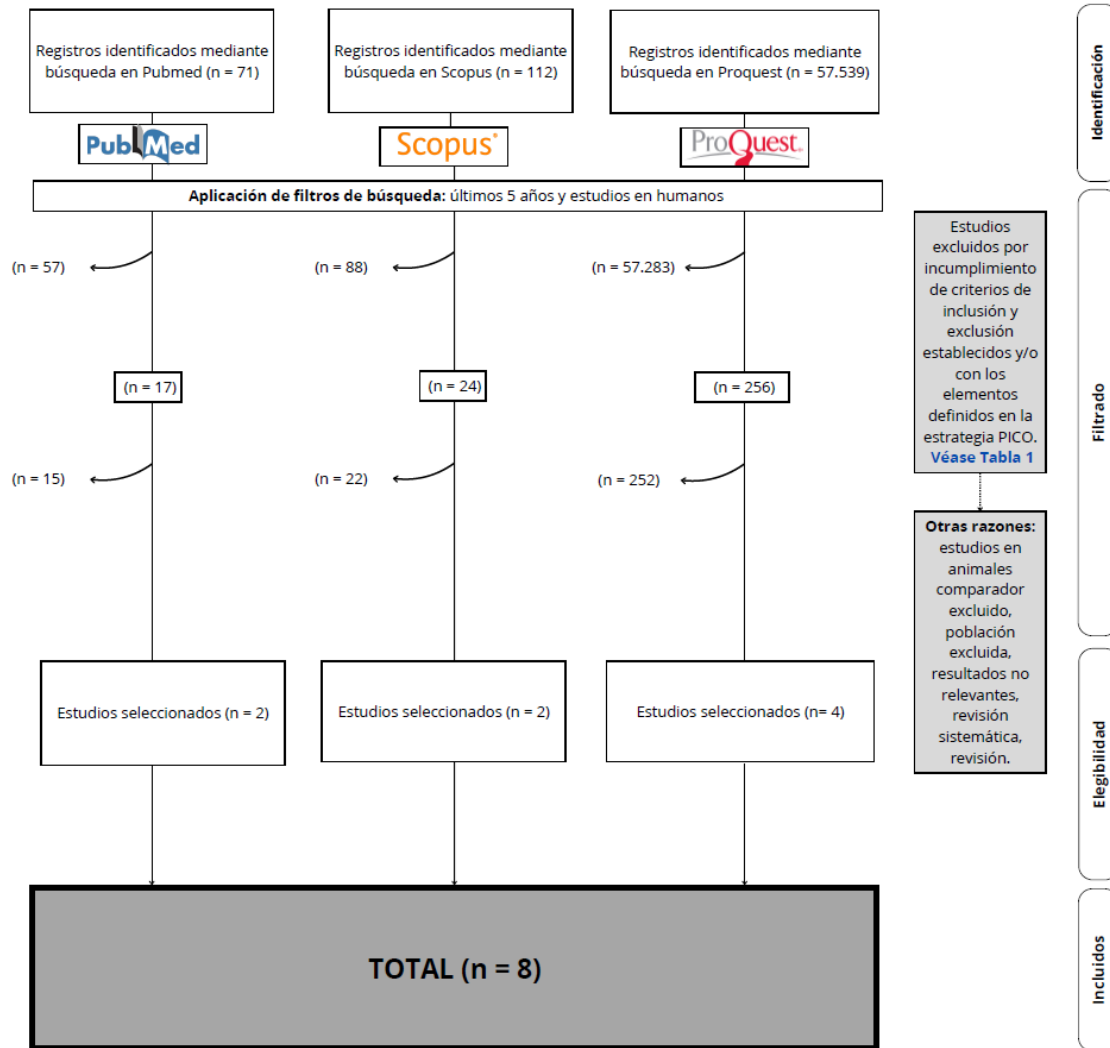 Registros identificados mediante
búsqueda en Pubmed (n = 71)
Registros identificados mediante
búsqueda en Scopus (n = 112)
Registros identificados mediante
búsqueda en Proquest (n = 57.539)
Identificación
PubMed
Scopus®
ProQuest®
Aplicación de filtros de búsqueda: últimos 5 años y estudios en humanos
(n = 57)
(n = 88)
(n = 57.283)
(n = 17)
(n = 24)
(n = 256)
(n = 15)
(n = 22)
(n = 252)
Estudios
excluidos por
incumplimiento
de criterios de
inclusión y
exclusión
establecidos y/o
con los
elementos
definidos en la
estrategia PICO.
Véase Tabla 1
Filtrado
Otras razones:
estudios en
animales
comparador
excluido,
población
excluida,
resultados no
relevantes,
revisión
sistemática,
revisión.
Estudios seleccionados (n = 2)
Estudios seleccionados (n = 2)
Estudios seleccionados (n= 4)
Elegibilidad
TOTAL (n = 8)
Incluidos